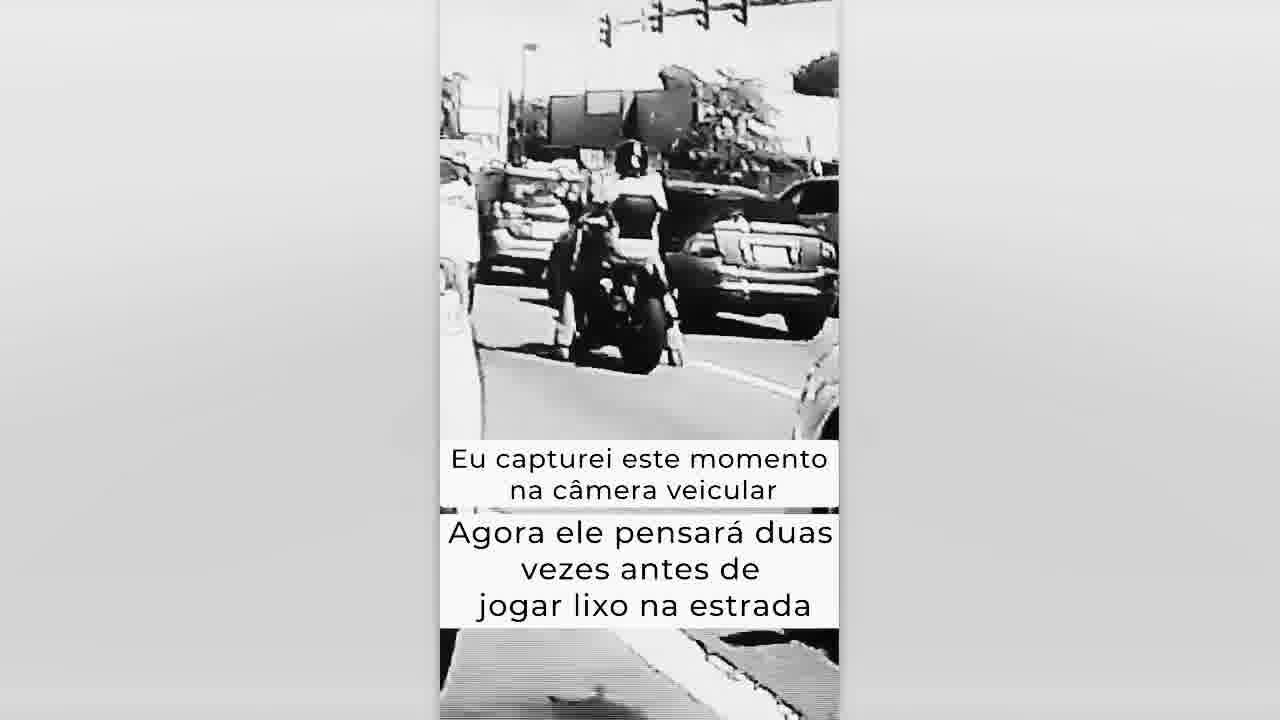 Eu capturei este momento
na câmera veicular
Agora ele pensará duas
vezes antes de
jogar lixo na estrada